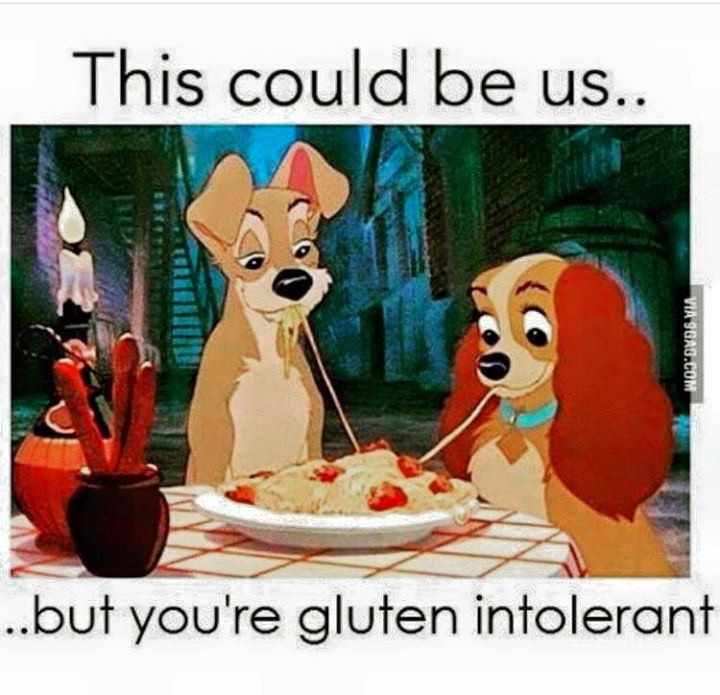 This could be us..
VIA 9GAG.COM
..but you're gluten intolerant